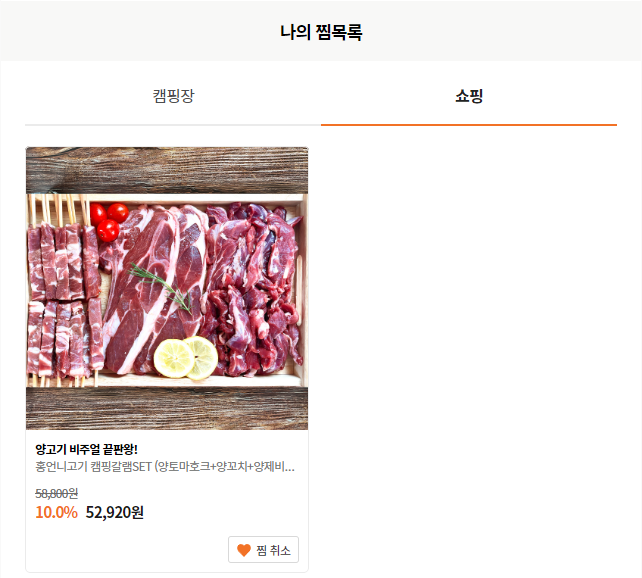 나의 찜목록
캠핑장
쇼핑
양고기 비주얼 끝판왕!
홍언니고기 캠핑갈램SET (양토마호크+양꼬치+양제비...
58,800원
10.0% 52,920원
찜 취소